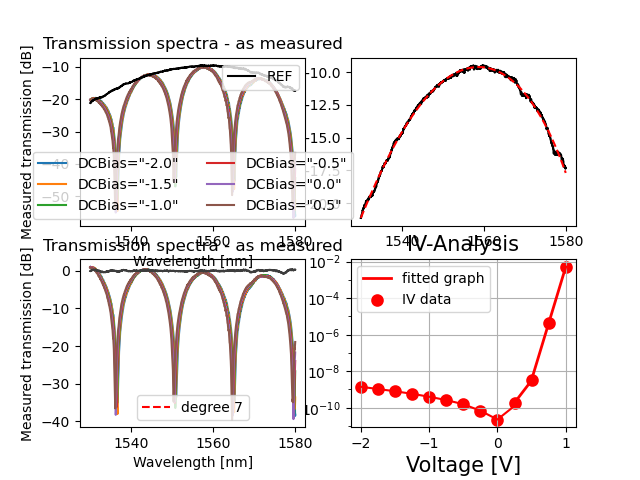 Transmission spectra - as measured
Measured transmission [dB]
−10
−20
−30
−40
−50
REF
DCBias="-2.0"
DCBias="-1.5"
DCBias="-1.0"
DCBias="-0.5"
DCBias="0.0"
DCBias="0.5"
1540
1560
1580
Wavelength [nm]
−10.0
−12.5
−15.0
−17.5
1540
1560
1580
Transmission spectra - as measured
Measured transmission [dB]
0
−10
−20
−30
−40
degree 7
1540
1560
1580
Wavelength [nm]
IV-Analysis
fitted graph
IV data
10−2
10−4
10−6
10−8
10−10
−2
−1
0
1
Voltage [V]